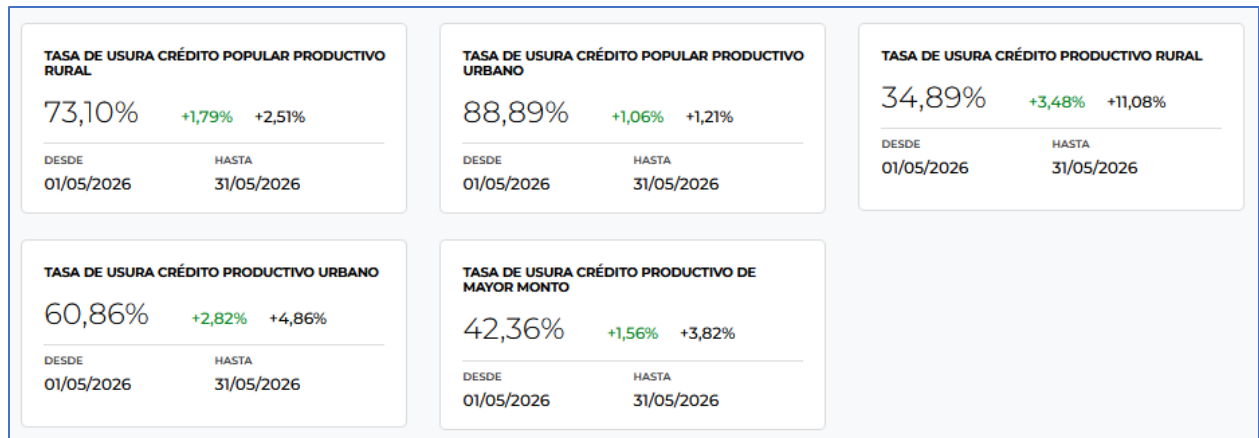 TASA DE USURA CRÉDITO POPULAR PRODUCTIVO
RURAL
73,10% +1,79% +2,51%
DESDE HASTA
01/05/2026 31/05/2026
TASA DE USURA CRÉDITO POPULAR PRODUCTIVO
URBANO
88,89% +1,06% +1,21%
DESDE HASTA
01/05/2026 31/05/2026
TASA DE USURA CRÉDITO PRODUCTIVO RURAL
34,89% +3,48% +11,08%
DESDE HASTA
01/05/2026 31/05/2026
TASA DE USURA CRÉDITO PRODUCTIVO URBANO
60,86% +2,82% +4,86%
DESDE HASTA
01/05/2026 31/05/2026
TASA DE USURA CRÉDITO PRODUCTIVO DE
MAYOR MONTO
42,36% +1,56% +3,82%
DESDE HASTA
01/05/2026 31/05/2026